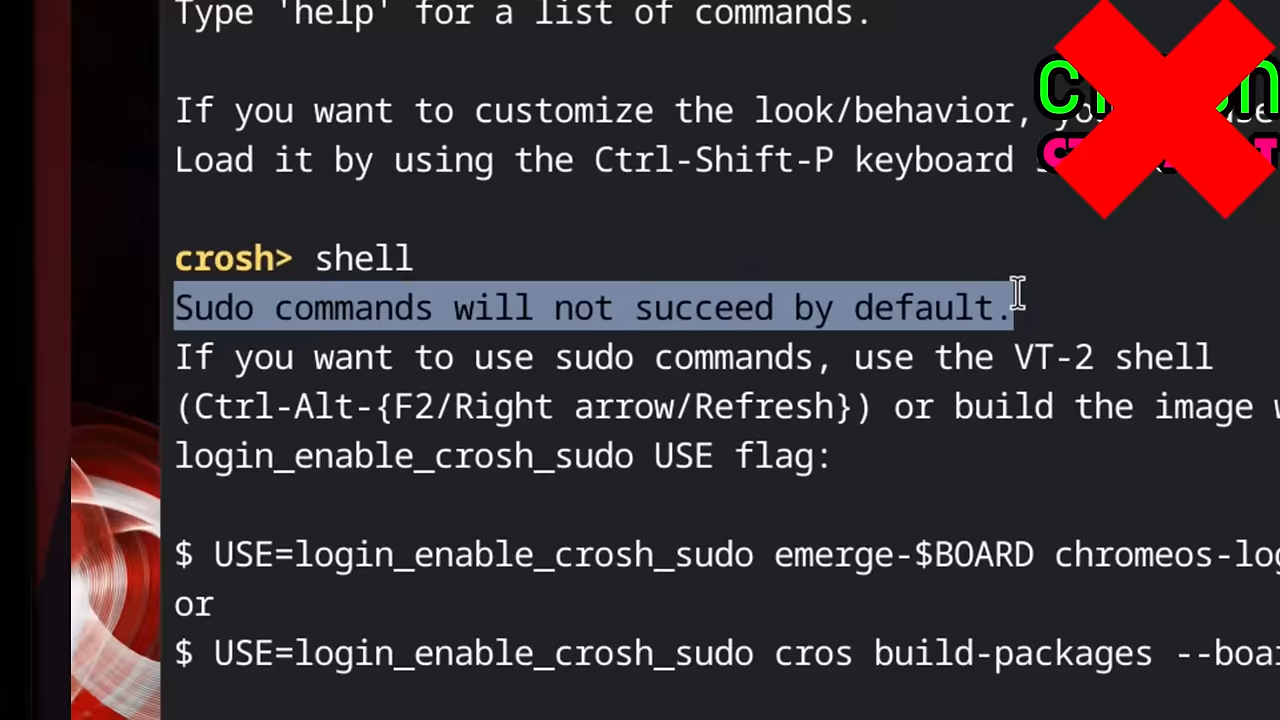 Type 'help' for a list of commands.
If you want to customize the look/behavior,
Load it by using the Ctrl-Shift-P keyboard
crosh> shell
Sudo commands will not succeed by default.
If you want to use sudo commands, use the VT-2 shell
(Ctrl-Alt-{F2/Right arrow/Refresh}) or build the image
login_enable_crosh_sudo USE flag:
$ USE=login_enable_crosh_sudo emerge-$BOARD chromeos-log
or
$ USE=login_enable_crosh_sudo cros build-packages --boar